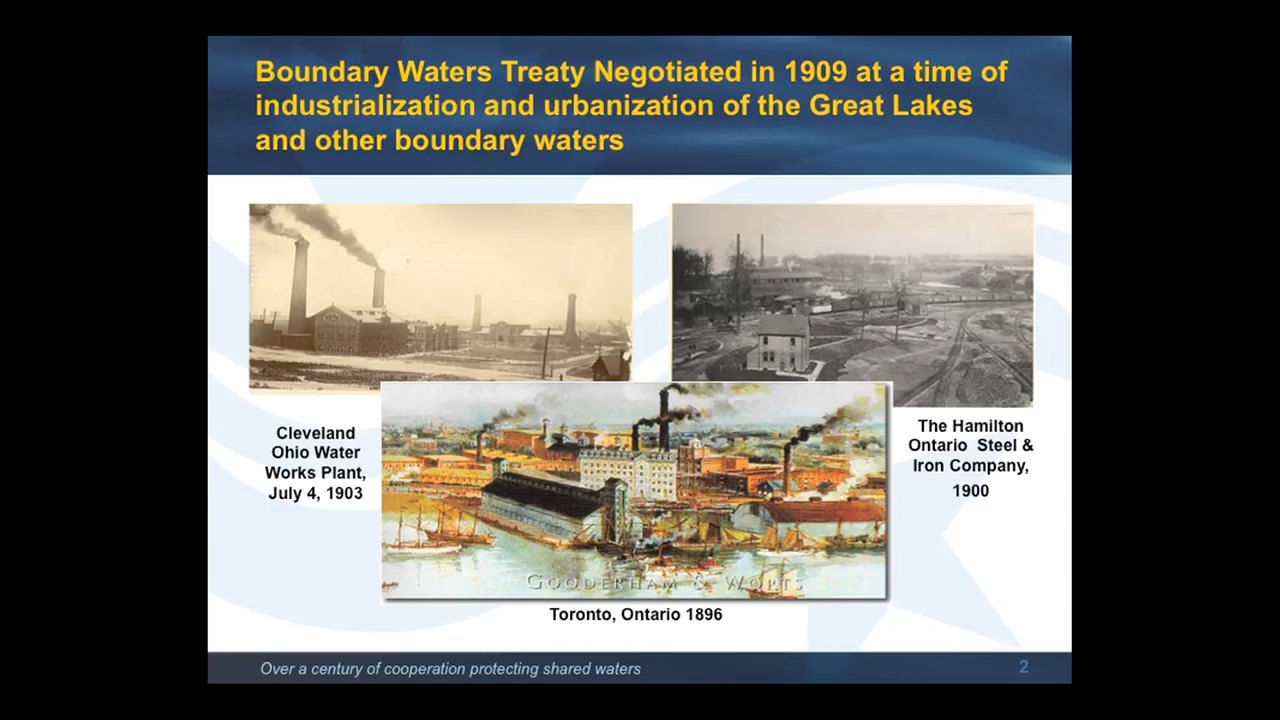 Boundary Waters Treaty Negotiated in 1909 at a time of
industrialization and urbanization of the Great Lakes
and other boundary waters
Cleveland
Ohio Water
Works Plant,
July 4, 1903
The Hamilton
Ontario Steel &
Iron Company,
1900
GOODERHAM & WORTS
Toronto, Ontario 1896
Over a century of cooperation protecting shared waters
2